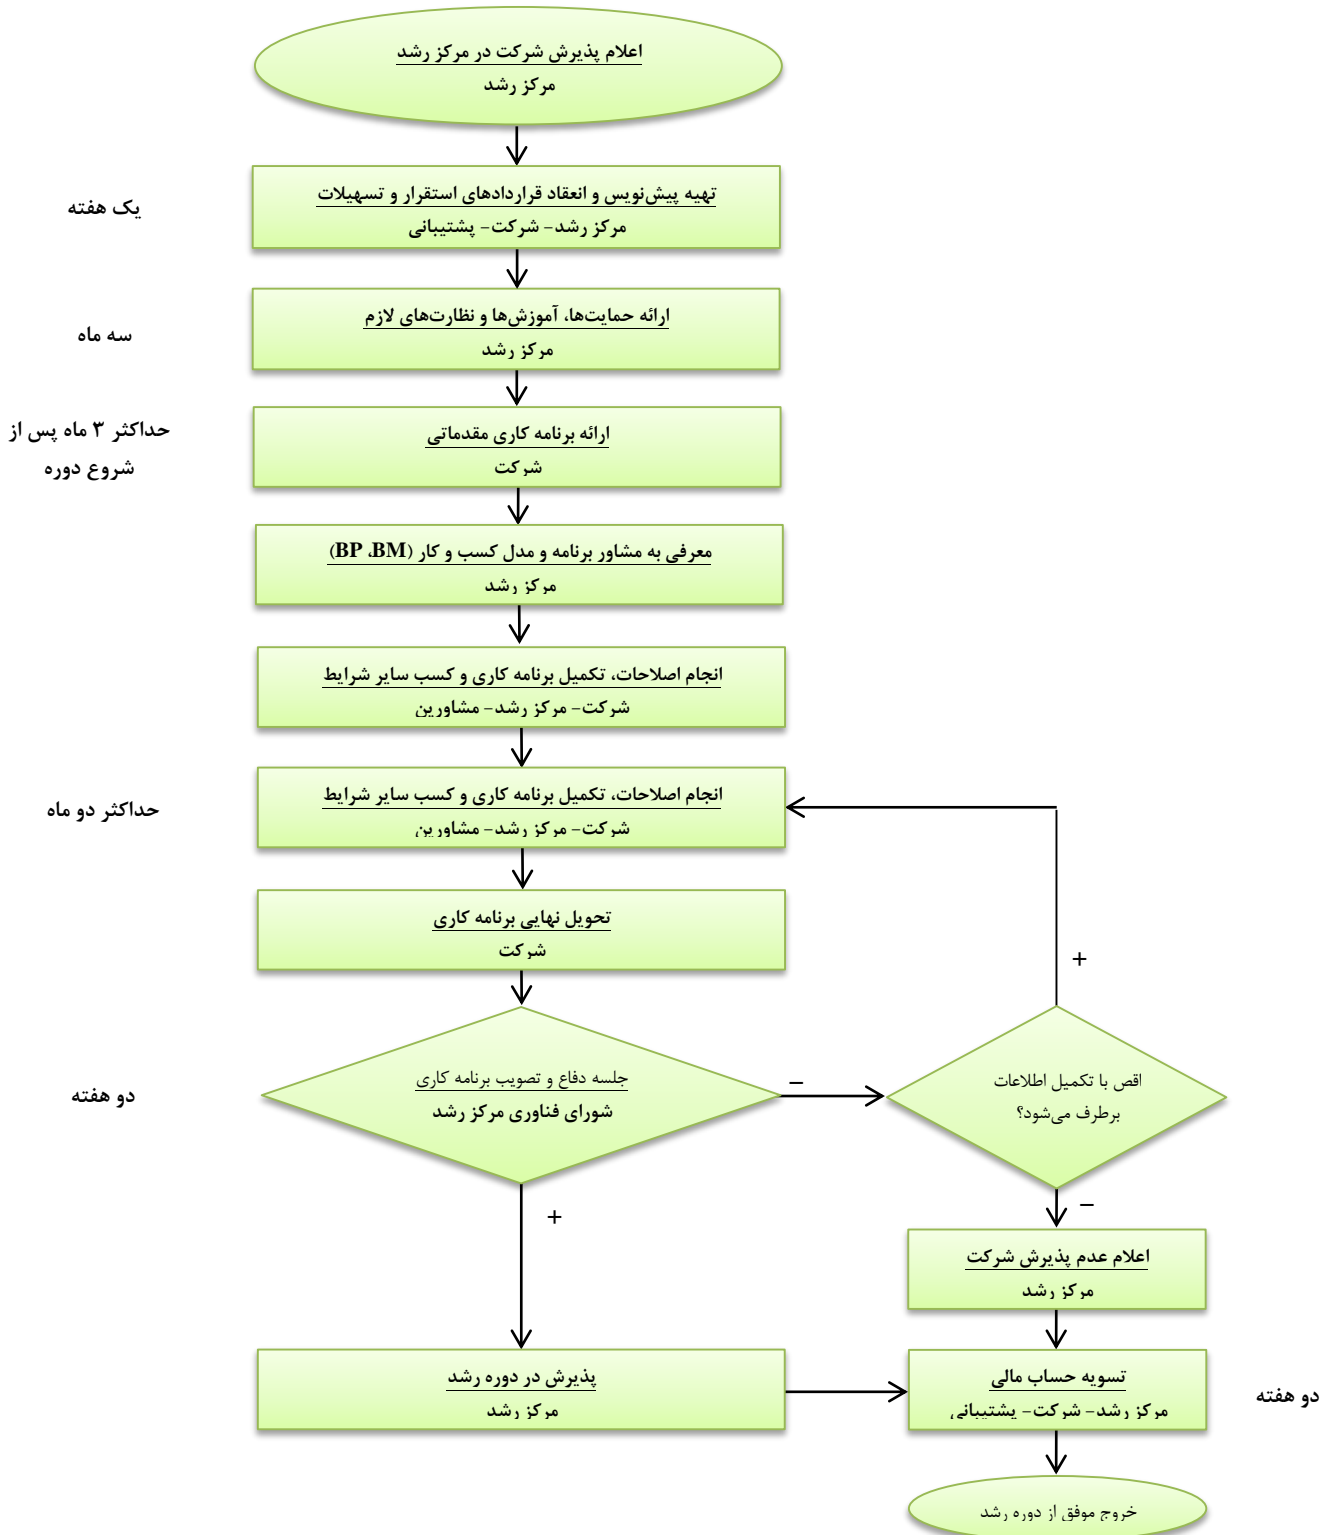 اعلام پذیرش شرکت در مرکز رشد
مرکز رشد
یک هفته
تهیه پیش‌نویس و انعقاد قراردادهای استقرار و تسهیلات
مرکز رشد- شرکت- پشتیبانی
سه ماه
ارائه حمایت‌ها، آموزش‌ها و نظارت‌های لازم
مرکز رشد
حداکثر ۳ ماه پس از
شروع دوره
ارائه برنامه کاری مقدماتی
شرکت
معرفی به مشاور برنامه و مدل کسب و کار (BP ،BM)
مرکز رشد
انجام اصلاحات، تکمیل برنامه کاری و کسب سایر شرایط
شرکت- مرکز رشد- مشاورین
حداکثر دو ماه
انجام اصلاحات، تکمیل برنامه کاری و کسب سایر شرایط
شرکت- مرکز رشد- مشاورین
تحویل نهایی برنامه کاری
شرکت
+
دو هفته
جلسه دفاع و تصویب برنامه کاری
شورای فناوری مرکز رشد
–
اقص با تکمیل اطلاعات
برطرف می‌شود؟
+
–
اعلام عدم پذیرش شرکت
مرکز رشد
پذیرش در دوره رشد
مرکز رشد
تسویه حساب مالی
مرکز رشد- شرکت- پشتیبانی
دو هفته
خروج موفق از دوره رشد